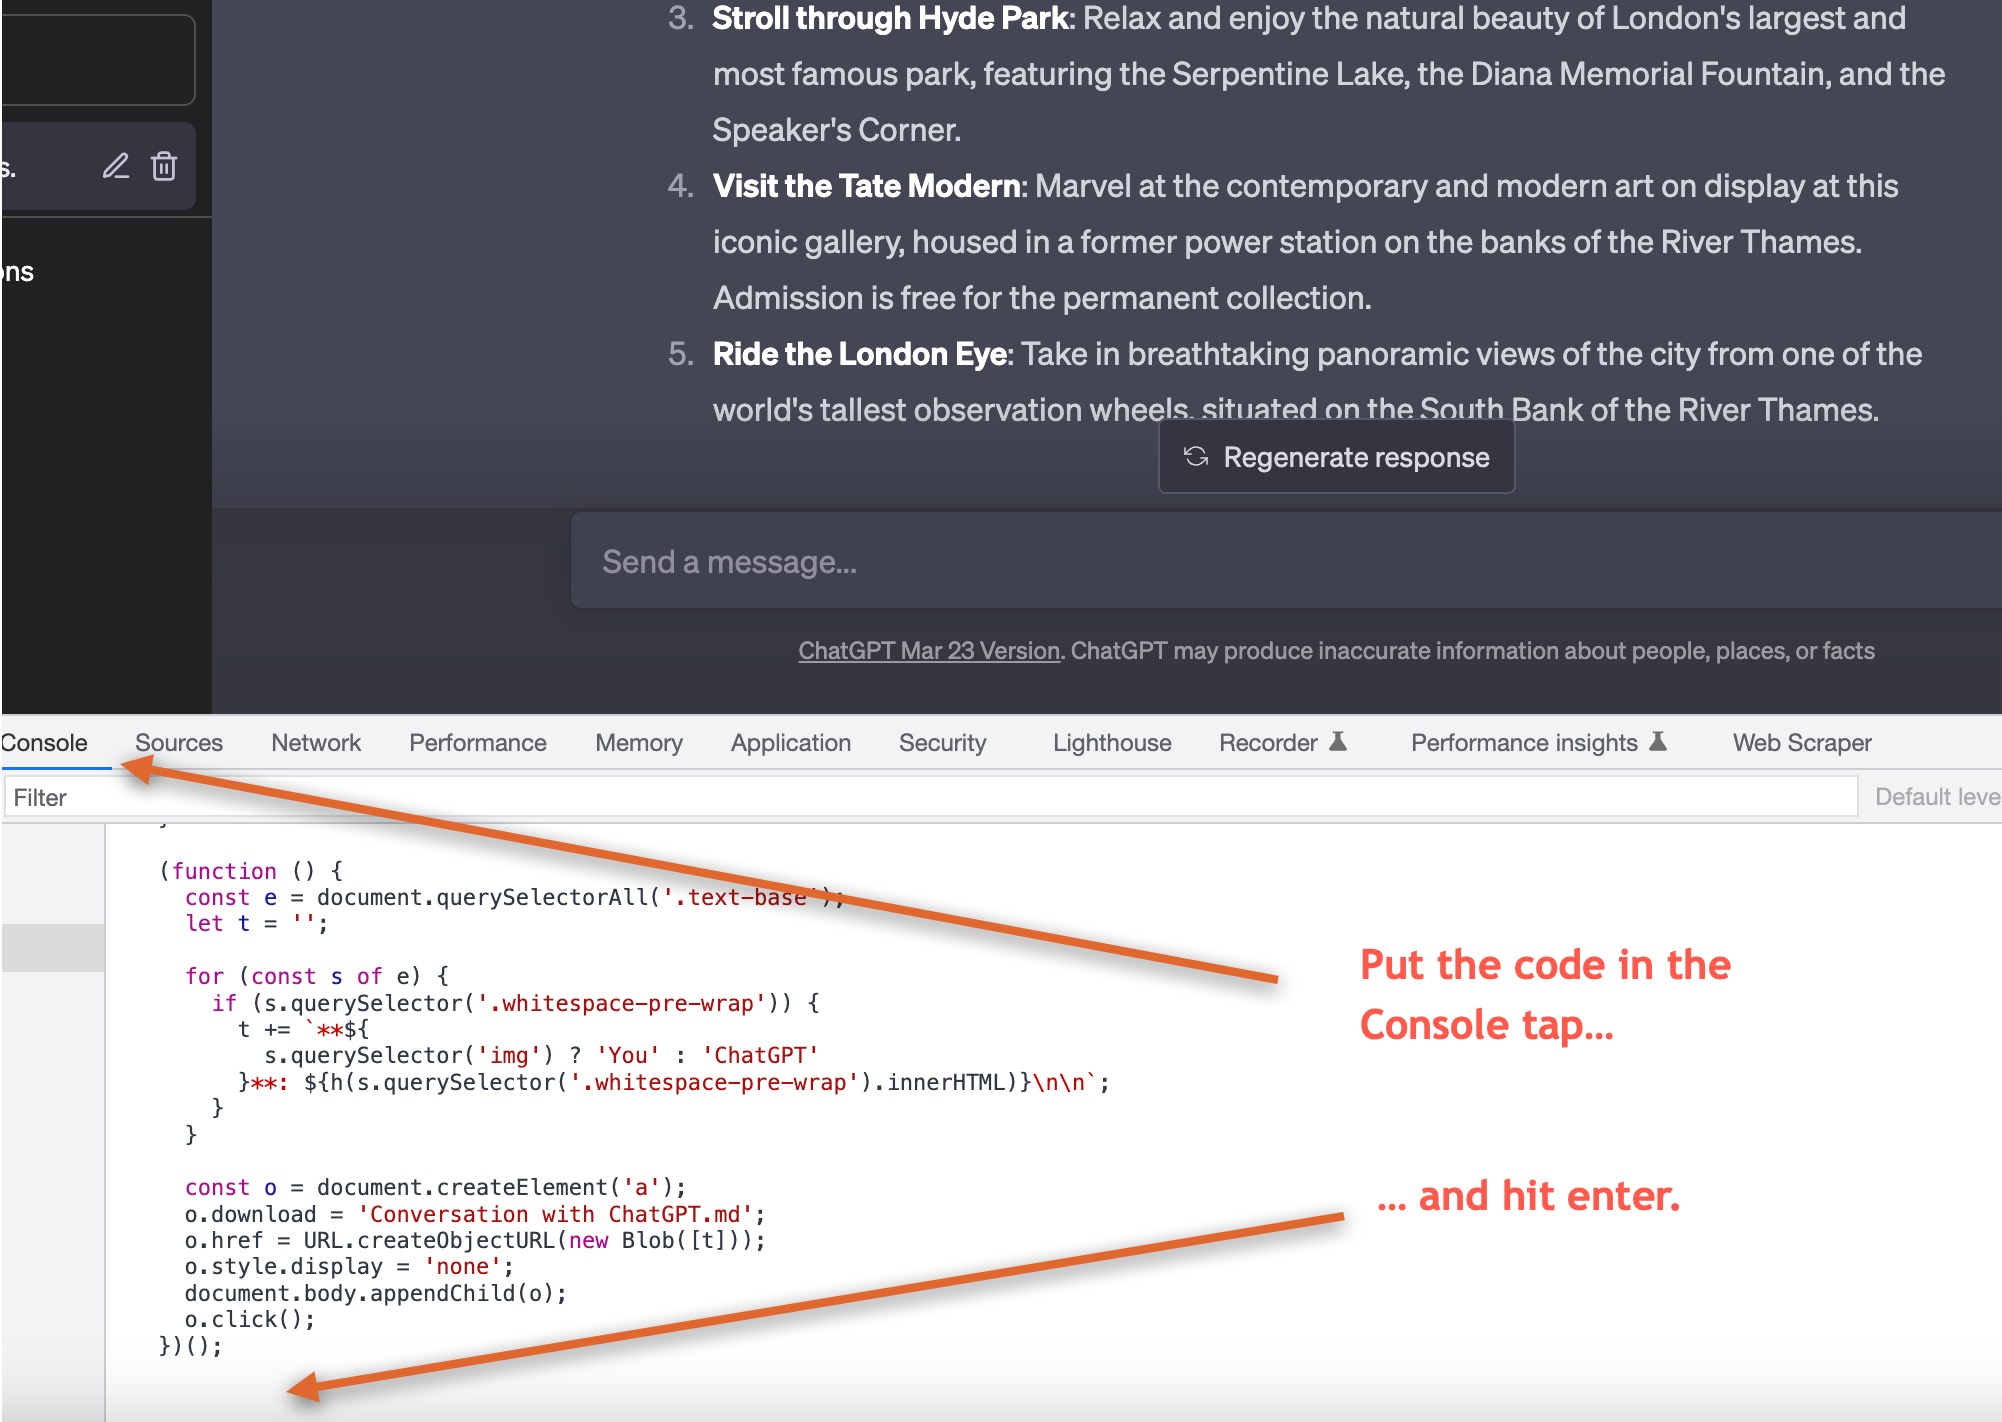 3. Stroll through Hyde Park: Relax and enjoy the natural beauty of London's largest and
most famous park, featuring the Serpentine Lake, the Diana Memorial Fountain, and the
Speaker's Corner.
s.
4. Visit the Tate Modern: Marvel at the contemporary and modern art on display at this
iconic gallery, housed in a former power station on the banks of the River Thames.
ons
Admission is free for the permanent collection.
5. Ride the London Eye: Take in breathtaking panoramic views of the city from one of the
world's tallest observation wheels, situated on the South Bank of the River Thames.
Regenerate response
Send a message...
ChatGPT Mar 23 Version. ChatGPT may produce inaccurate information about people, places, or facts
Console Sources Network Performance Memory Application Security Lighthouse Recorder Performance insights Web Scraper
Filter Default leve
(function () {
const e = document.querySelectorAll('.text-base');
let t = '';
for (const s of e) {
if (s.querySelector('.whitespace-pre-wrap')) {
t += `**${
s.querySelector('img') ? 'You' : 'ChatGPT'
}**: ${h(s.querySelector('.whitespace-pre-wrap').innerHTML)}\n\n`;
}
}
const o = document.createElement('a');
o.download = 'Conversation with ChatGPT.md';
o.href = URL.createObjectURL(new Blob([t]));
o.style.display = 'none';
document.body.appendChild(o);
o.click();
})();
Put the code in the
Console tap...
... and hit enter.